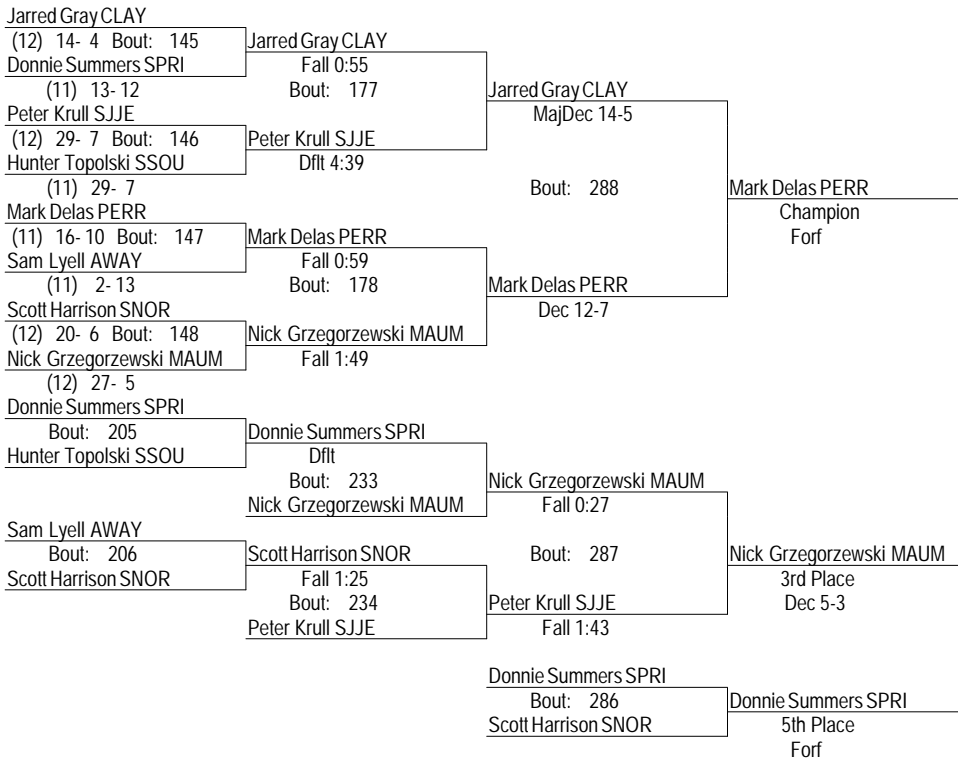 Jarred Gray CLAY
(12) 14- 4 Bout: 145
Jarred Gray CLAY
Donnie Summers SPRI
Fall 0:55
(11) 13- 12
Bout: 177
Jarred Gray CLAY
Peter Krull SJJE
MajDec 14-5
(12) 29- 7 Bout: 146
Peter Krull SJJE
Hunter Topolski SSOU
Dflt 4:39
(11) 29- 7
Bout: 288
Mark Delas PERR
Mark Delas PERR
Champion
(11) 16- 10 Bout: 147
Mark Delas PERR
Forf
Sam Lyell AWAY
Fall 0:59
(11) 2- 13
Bout: 178
Mark Delas PERR
Scott Harrison SNOR
Dec 12-7
(12) 20- 6 Bout: 148
Nick Grzegorzewski MAUM
Nick Grzegorzewski MAUM
Fall 1:49
(12) 27- 5
Donnie Summers SPRI
Bout: 205
Donnie Summers SPRI
Hunter Topolski SSOU
Dflt
Bout: 233
Nick Grzegorzewski MAUM
Nick Grzegorzewski MAUM
Fall 0:27
Sam Lyell AWAY
Bout: 206
Scott Harrison SNOR
Bout: 287
Nick Grzegorzewski MAUM
Scott Harrison SNOR
Fall 1:25
3rd Place
Bout: 234
Peter Krull SJJE
Dec 5-3
Peter Krull SJJE
Fall 1:43
Donnie Summers SPRI
Bout: 286
Donnie Summers SPRI
Scott Harrison SNOR
5th Place
Forf